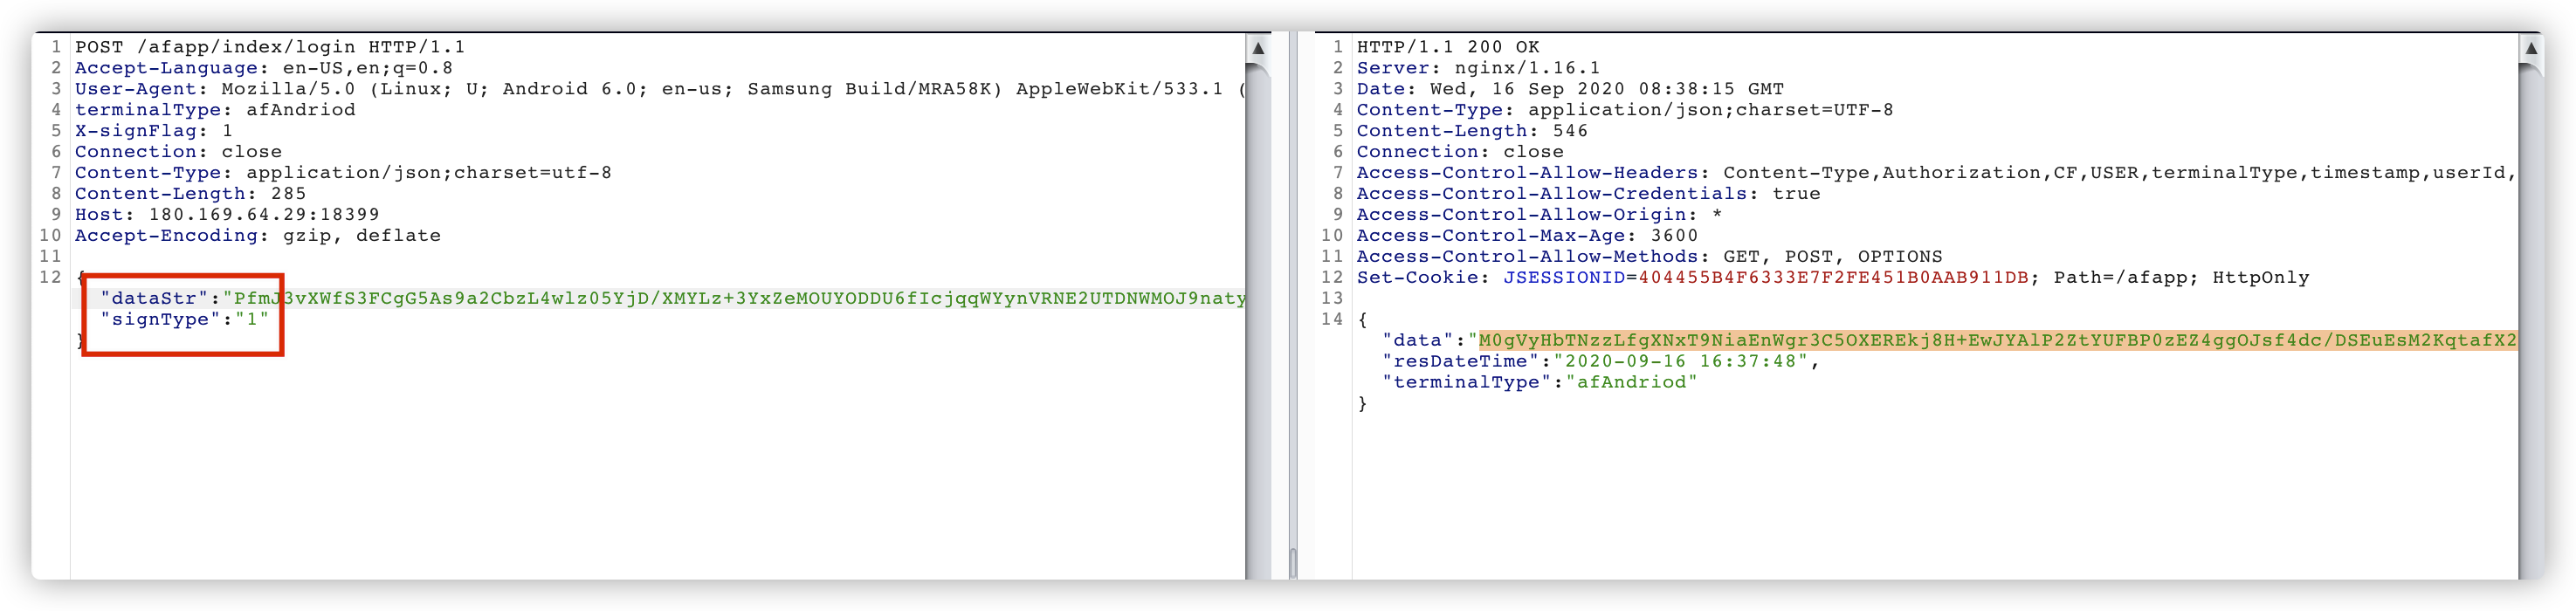 1 POST /afapp/index/login HTTP/1.1
2 Accept-Language: en-US,en;q=0.8
3 User-Agent: Mozilla/5.0 (Linux; U; Android 6.0; en-us; Samsung Build/MRA58K) AppleWebKit/533.1 (
4 terminalType: afAndriod
5 X-signFlag: 1
6 Connection: close
7 Content-Type: application/json;charset=utf-8
8 Content-Length: 285
9 Host: 180.169.64.29:18399
10 Accept-Encoding: gzip, deflate
11
12 {
"dataStr":"PfmJ3vXWfS3FCgG5As9a2CbzL4wlz05YjD/XMYLz+3YxZeMOUYODDU6fIcjqqWYynVRNE2UTDNWMOJ9naty
"signType":"1"
}
1 HTTP/1.1 200 OK
2 Server: nginx/1.16.1
3 Date: Wed, 16 Sep 2020 08:38:15 GMT
4 Content-Type: application/json;charset=UTF-8
5 Content-Length: 546
6 Connection: close
7 Access-Control-Allow-Headers: Content-Type,Authorization,CF,USER,terminalType,timestamp,userId,
8 Access-Control-Allow-Credentials: true
9 Access-Control-Allow-Origin: *
10 Access-Control-Max-Age: 3600
11 Access-Control-Allow-Methods: GET, POST, OPTIONS
12 Set-Cookie: JSESSIONID=404455B4F6333E7F2FE451B0AAB911DB; Path=/afapp; HttpOnly
13
14 {
"data":"M0gVyHbTNzzLfgXNxT9NiaEnWgr3C5OXEREkj8H+EwJYAlP2ZtYUFBP0zEZ4ggOJsf4dc/DSEuEsM2KqtafX2
"resDateTime":"2020-09-16 16:37:48",
"terminalType":"afAndriod"
}